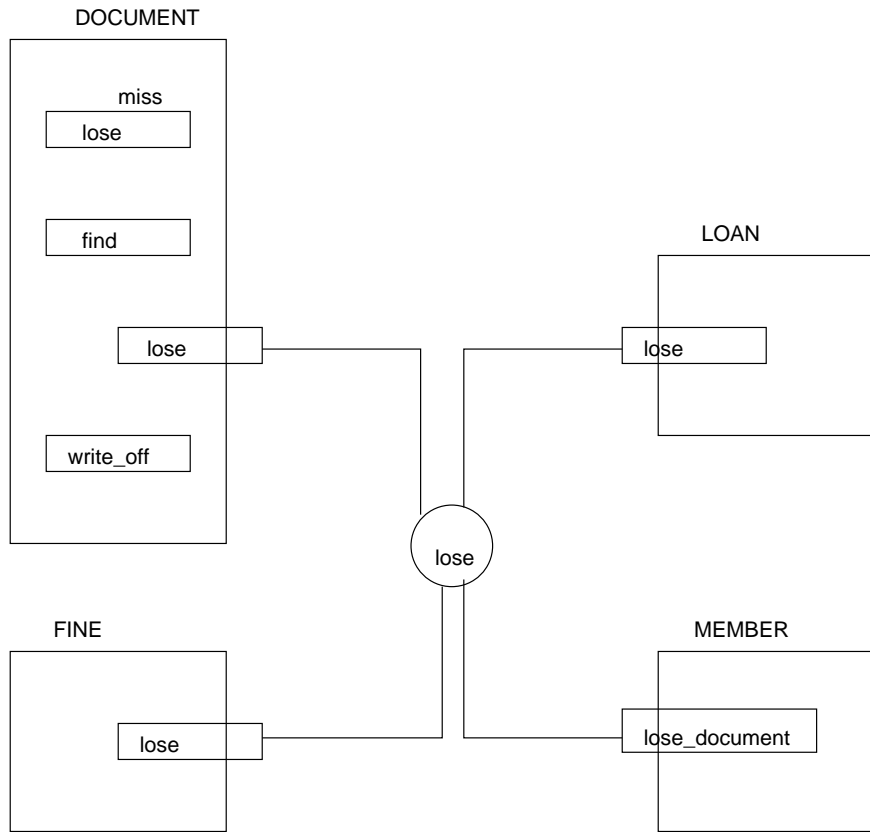 DOCUMENT
miss
lose
find
lose
write_off
LOAN
lose
lose
FINE
lose
MEMBER
lose_document